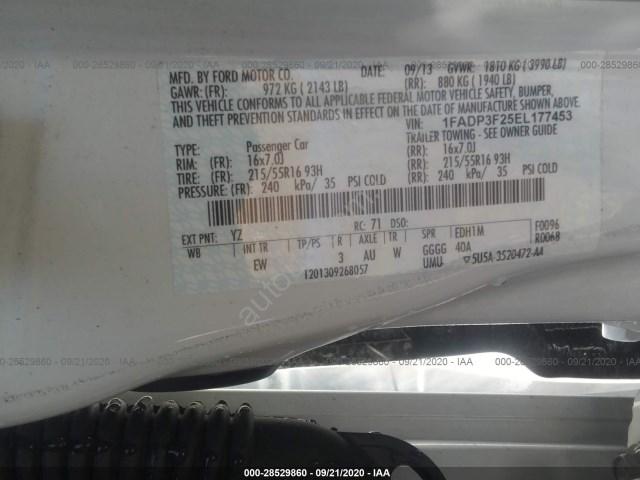 000-28529860 - 09/21/2020 - IAA
MFD. BY FORD MOTOR CO. DATE: 09/13 GVWR: 1810 KG ( 3990 LB)
GAWR: (FR): 972 KG ( 2143 LB) (RR): 880 KG ( 1940 LB)
THIS VEHICLE CONFORMS TO ALL APPLICABLE FEDERAL MOTOR VEHICLE SAFETY, BUMPER,
AND THEFT PREVENTION STANDARDS IN EFFECT ON THE DATE OF MANUFACTURE SHOWN ABOVE.
VIN: 1FADP3F25EL177453
TYPE: Passenger Car TRAILER TOWING - SEE OWNER GUIDE
RIM: (FR) 16x7.0J (RR): 16x7.0J
TIRE: (FR) 215/55R16 93H (RR): 215/55R16 93H
PRESSURE: (FR) 240 kPa/ 35 PSI COLD (RR): 240 kPa/ 35 PSI COLD
EXT PNT: YZ RC: 71 DSO: F0096
WB INT TR TP/PS R AXLE TR SPR EDH1M R0068
EW 3 AU W GGGG 40A
UMU
1201309268057 5U5A-3520472-AA
000-28529860 - 09/21/2020 - IAA
000-28529860 - 09/21/2020 - IAA